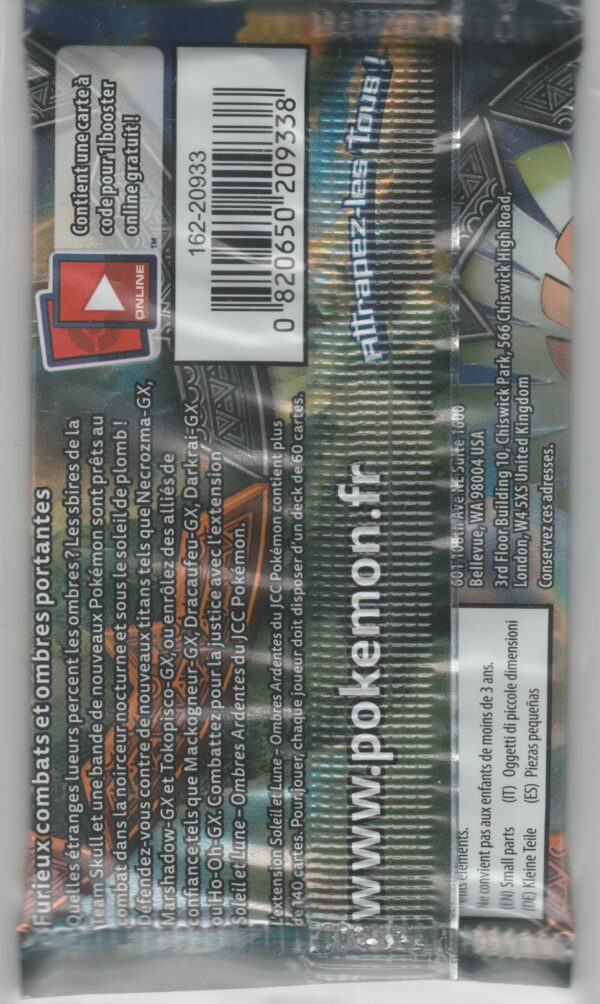 Furieux combats et ombres portantes
Quelles étranges lueurs percent les ombres ? Les sbires de la
Team Skull et une bande de nouveaux Pokémon sont prêts au
combat dans la noirceur nocturne et sous le soleil de plomb !
Défendez-vous contre de nouveaux titans tels que Necrozma-GX,
Marshadow-GX et Tokopisco-GX, ou enrôlez des alliés de
confiance tels que Mackogneur-GX, Dracaufeu-GX, Darkrai-GX
ou Ho-Oh-GX. Combattez pour la justice avec l'extension
Soleil et Lune – Ombres Ardentes du JCC Pokémon.
L'extension Soleil et Lune – Ombres Ardentes du JCC Pokémon contient plus
de 140 cartes. Pour jouer, chaque joueur doit disposer d'un deck de 60 cartes.
ONLINE
TM
Contient une carte à
code pour 1 booster
online gratuit !
162-20933
0 820650 209338
www.pokemon.fr
Attrapez-les Tous !
Ne convient pas aux enfants de moins de 3 ans.
(EN) Small parts (IT) Oggetti di piccole dimensioni
(DE) Kleine Teile (ES) Piezas pequeñas
Bellevue, WA 98004 USA
3rd Floor Building 10, Chiswick Park, 566 Chiswick High Road,
London, W4 5XS United Kingdom
Conservez ces adresses.